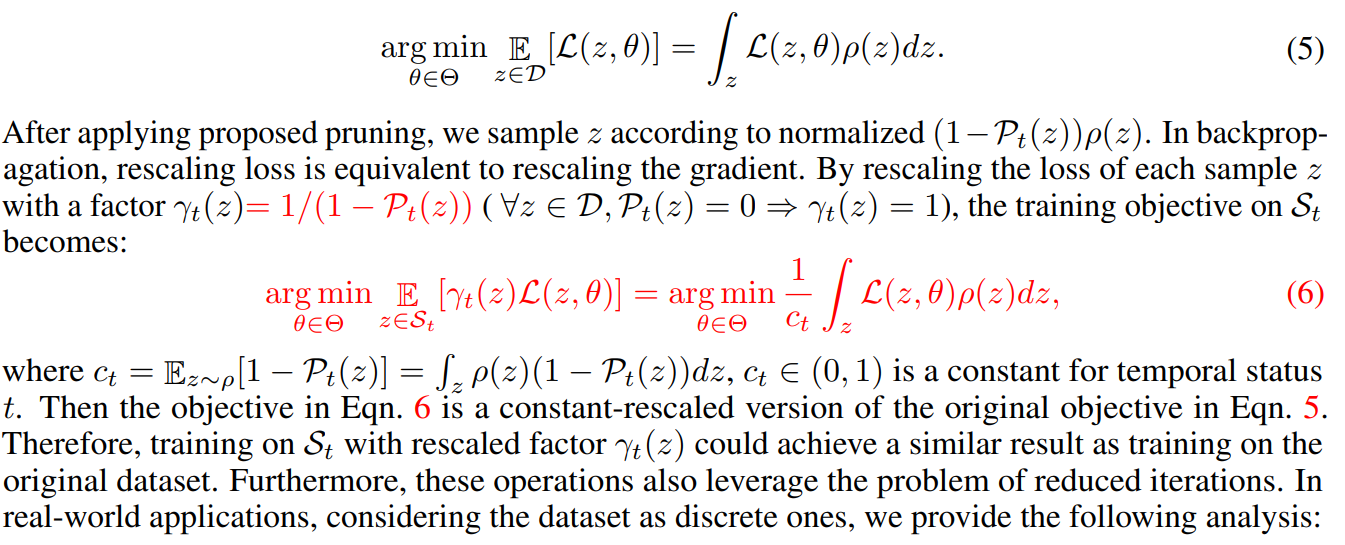 arg min_{θ∈Θ} 𝔼_{z∈𝒟} [ℒ(z, θ)] = ∫_z ℒ(z, θ)ρ(z)dz. (5)
After applying proposed pruning, we sample z according to normalized (1−𝒫_t(z))ρ(z). In backprop-
agation, rescaling loss is equivalent to rescaling the gradient. By rescaling the loss of each sample z
with a factor γ_t(z)= 1/(1 − 𝒫_t(z)) ( ∀z ∈ 𝒟, 𝒫_t(z) = 0 ⇒ γ_t(z) = 1), the training objective on 𝒮_t
becomes:
arg min_{θ∈Θ} 𝔼_{z∈𝒮_t} [γ_t(z)ℒ(z, θ)] = arg min_{θ∈Θ} 1/c_t ∫_z ℒ(z, θ)ρ(z)dz, (6)
where c_t = 𝔼_{z∼ρ}[1 − 𝒫_t(z)] = ∫_z ρ(z)(1 − 𝒫_t(z))dz, c_t ∈ (0, 1) is a constant for temporal status
t. Then the objective in Eqn. 6 is a constant-rescaled version of the original objective in Eqn. 5.
Therefore, training on 𝒮_t with rescaled factor γ_t(z) could achieve a similar result as training on the
original dataset. Furthermore, these operations also leverage the problem of reduced iterations. In
real-world applications, considering the dataset as discrete ones, we provide the following analysis: